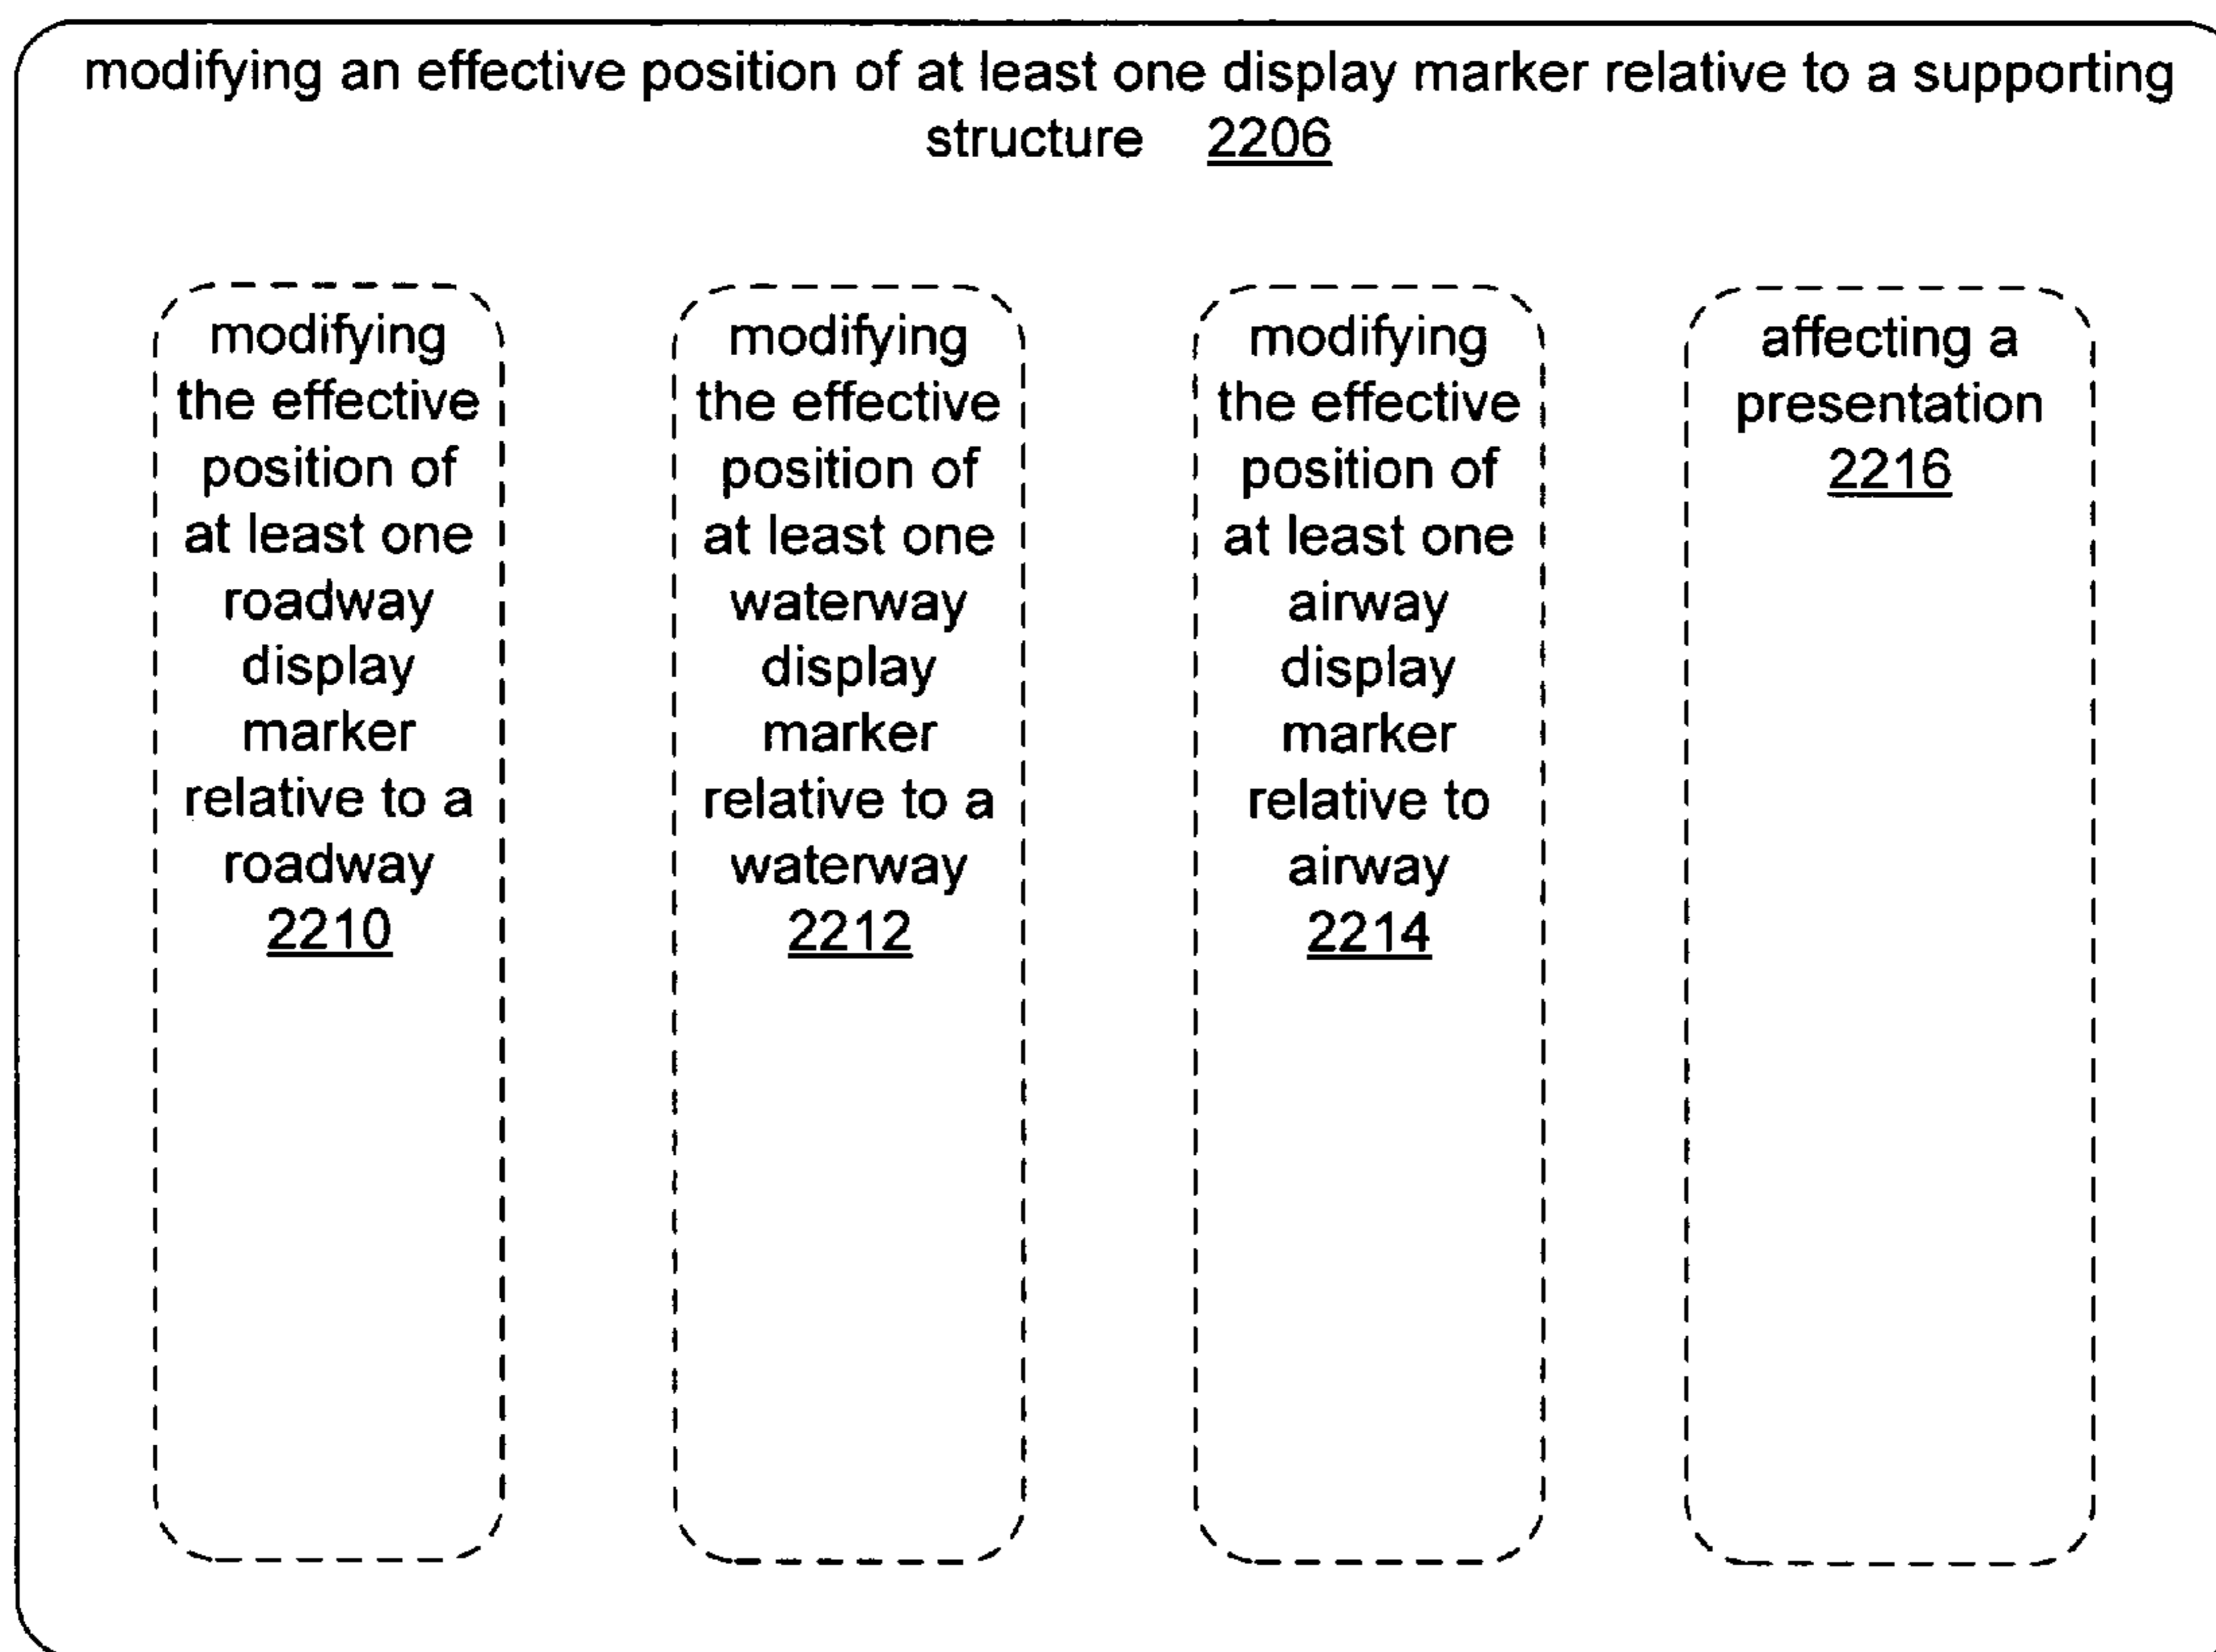 modifying an effective position of at least one display marker relative to a supporting
structure 2206
modifying
the effective
position of
at least one
roadway
display
marker
relative to a
roadway
2210
modifying
the effective
position of
at least one
waterway
display
marker
relative to a
waterway
2212
modifying
the effective
position of
at least one
airway
display
marker
relative to
airway
2214
affecting a
presentation
2216